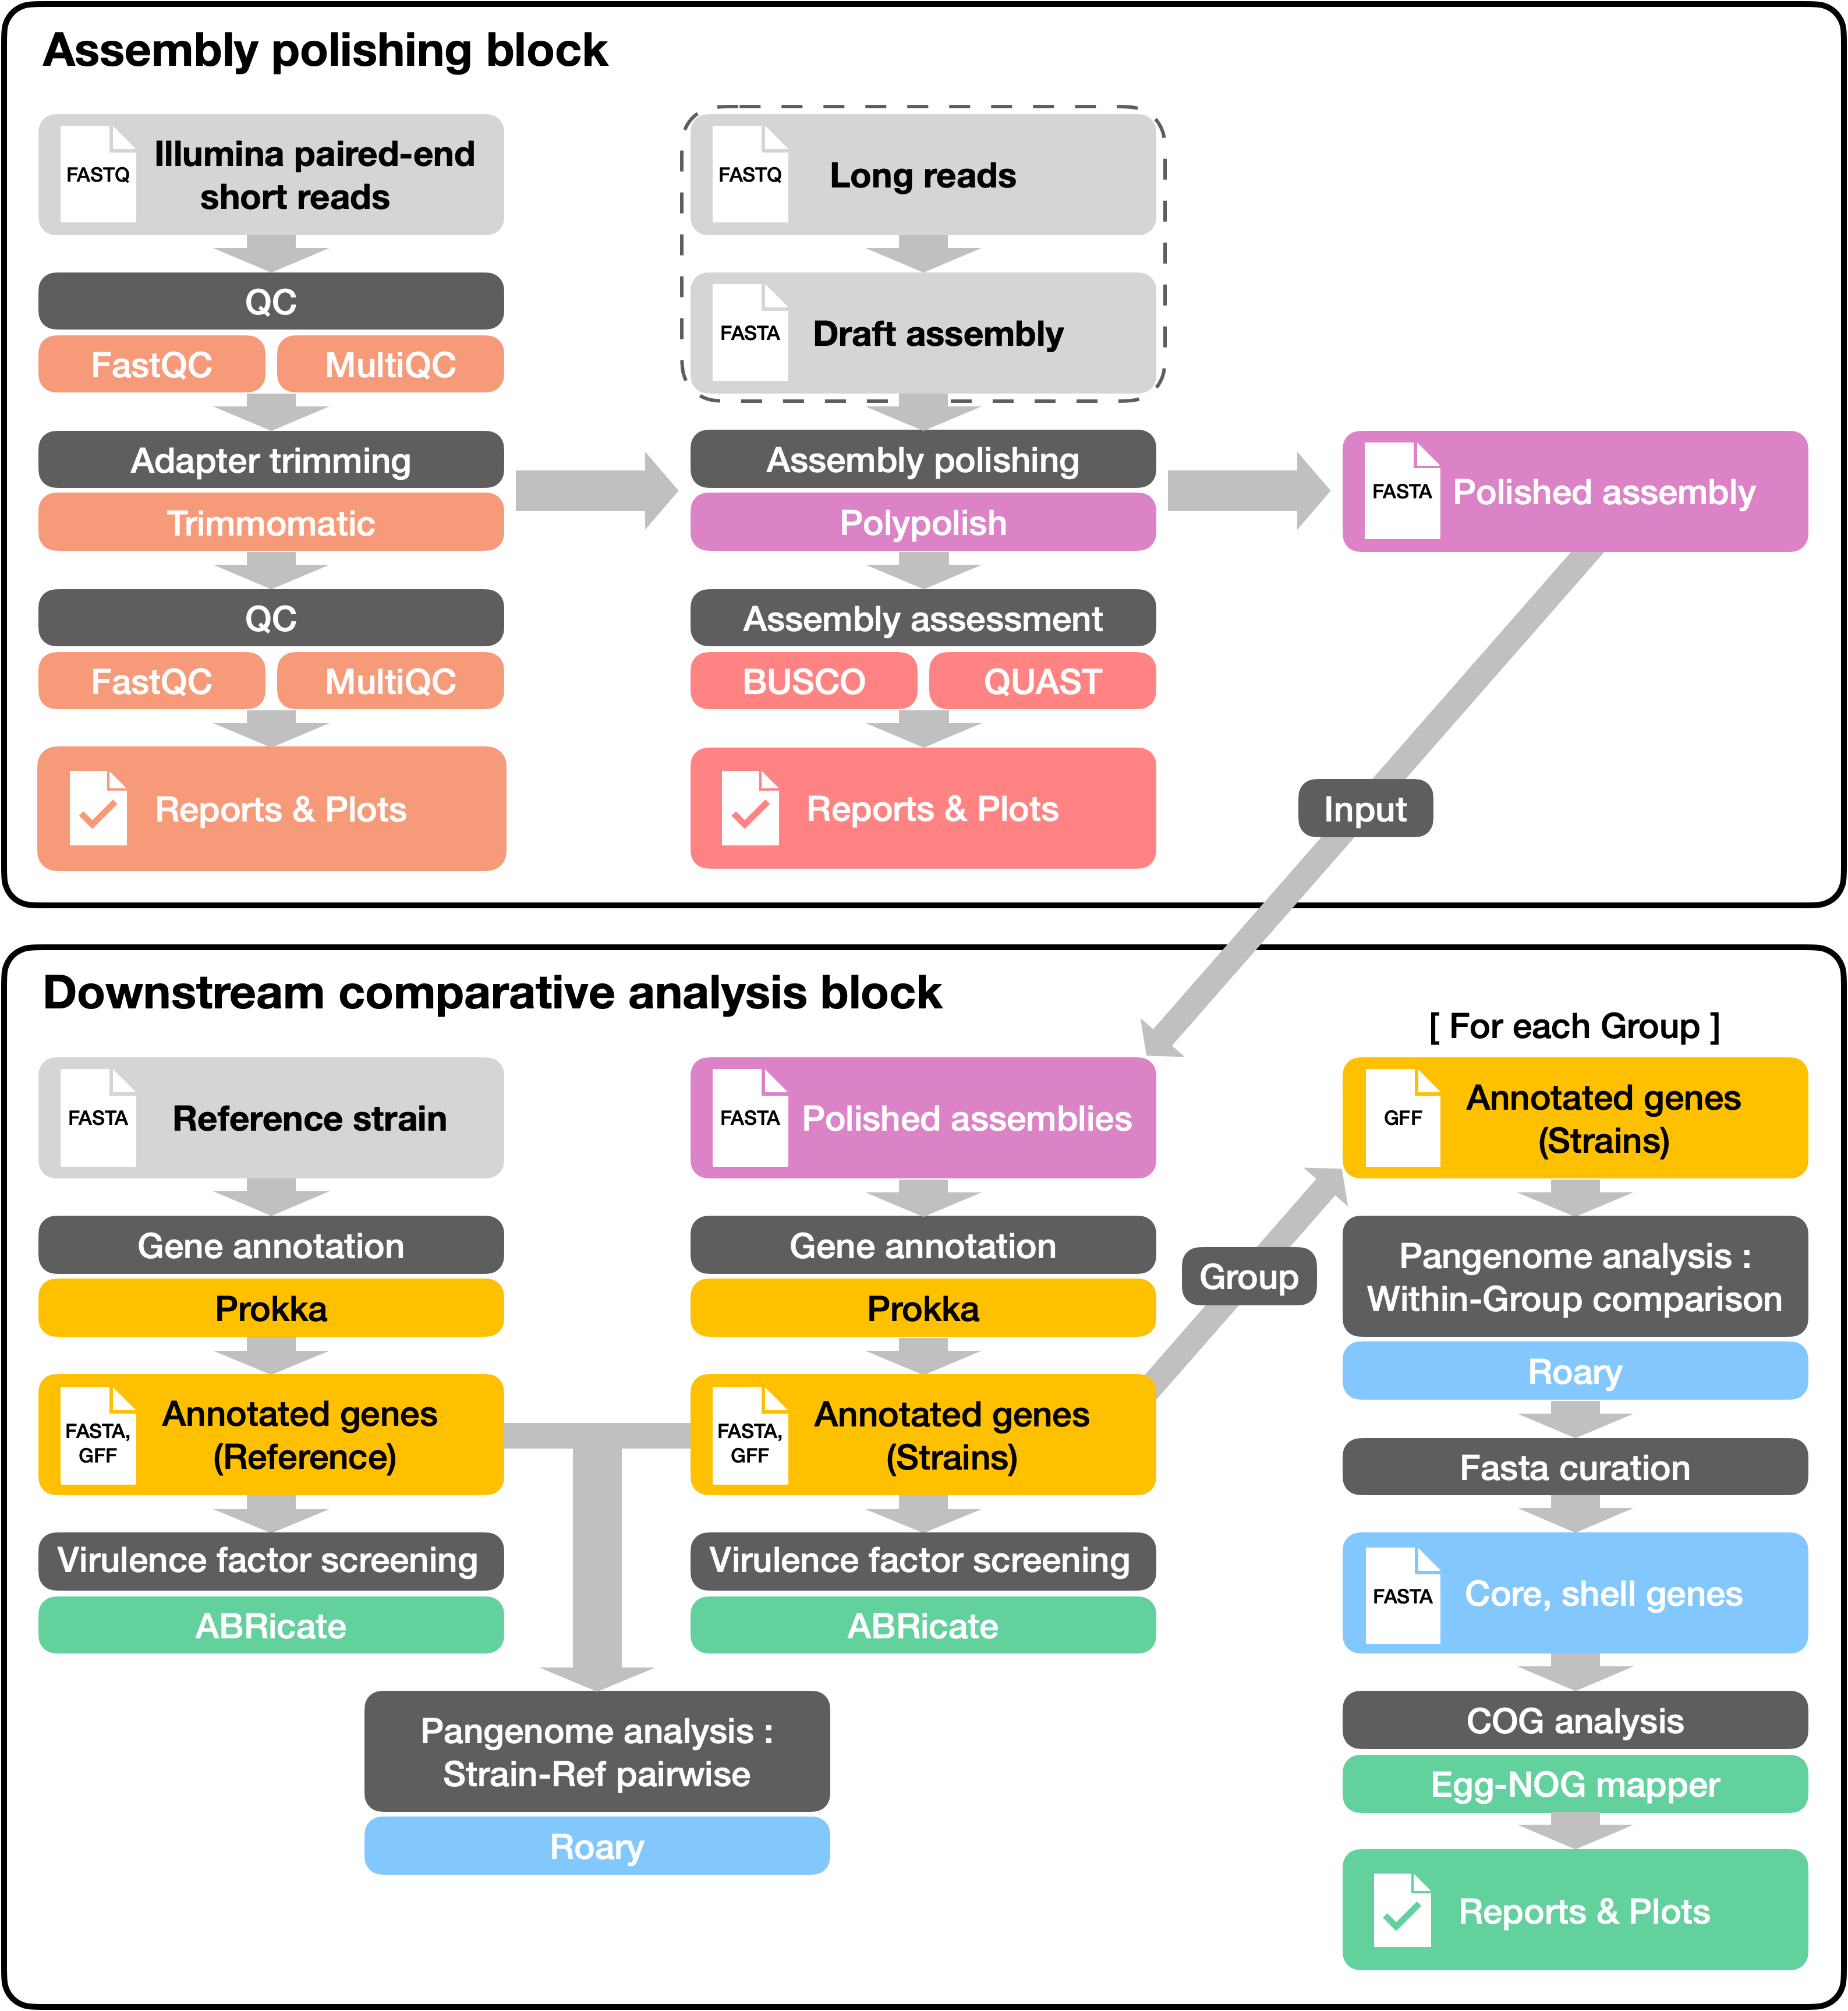 Assembly polishing block
FASTQ
Illumina paired-end
short reads
QC
FastQC
MultiQC
Adapter trimming
Trimmomatic
QC
FastQC
MultiQC
Reports & Plots
FASTQ
Long reads
FASTA
Draft assembly
Assembly polishing
Polypolish
Assembly assessment
BUSCO
QUAST
Reports & Plots
FASTA
Polished assembly
Input
Downstream comparative analysis block
FASTA
Reference strain
Gene annotation
Prokka
FASTA,
GFF
Annotated genes
(Reference)
Virulence factor screening
ABRicate
FASTA
Polished assemblies
Gene annotation
Prokka
FASTA,
GFF
Annotated genes
(Strains)
Virulence factor screening
ABRicate
Pangenome analysis :
Strain-Ref pairwise
Roary
Group
[ For each Group ]
GFF
Annotated genes
(Strains)
Pangenome analysis :
Within-Group comparison
Roary
Fasta curation
FASTA
Core, shell genes
COG analysis
Egg-NOG mapper
Reports & Plots